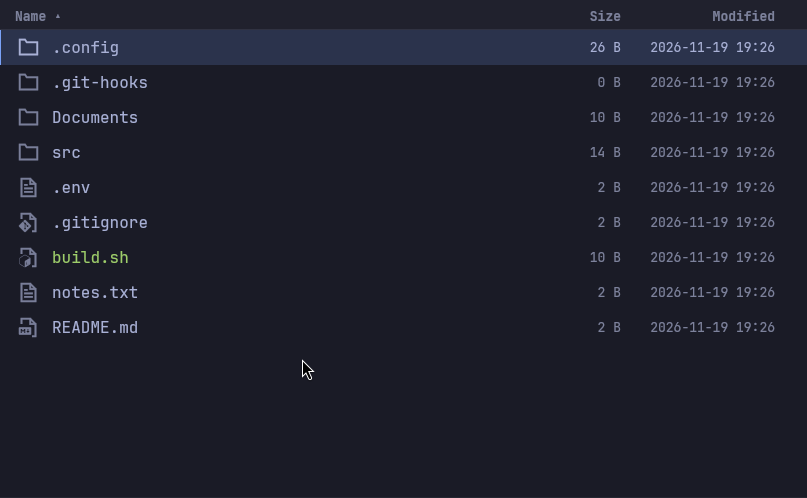 Name ▴ Size Modified
.config 26 B 2026-11-19 19:26
.git-hooks 0 B 2026-11-19 19:26
Documents 10 B 2026-11-19 19:26
src 14 B 2026-11-19 19:26
.env 2 B 2026-11-19 19:26
.gitignore 2 B 2026-11-19 19:26
build.sh 10 B 2026-11-19 19:26
notes.txt 2 B 2026-11-19 19:26
README.md 2 B 2026-11-19 19:26